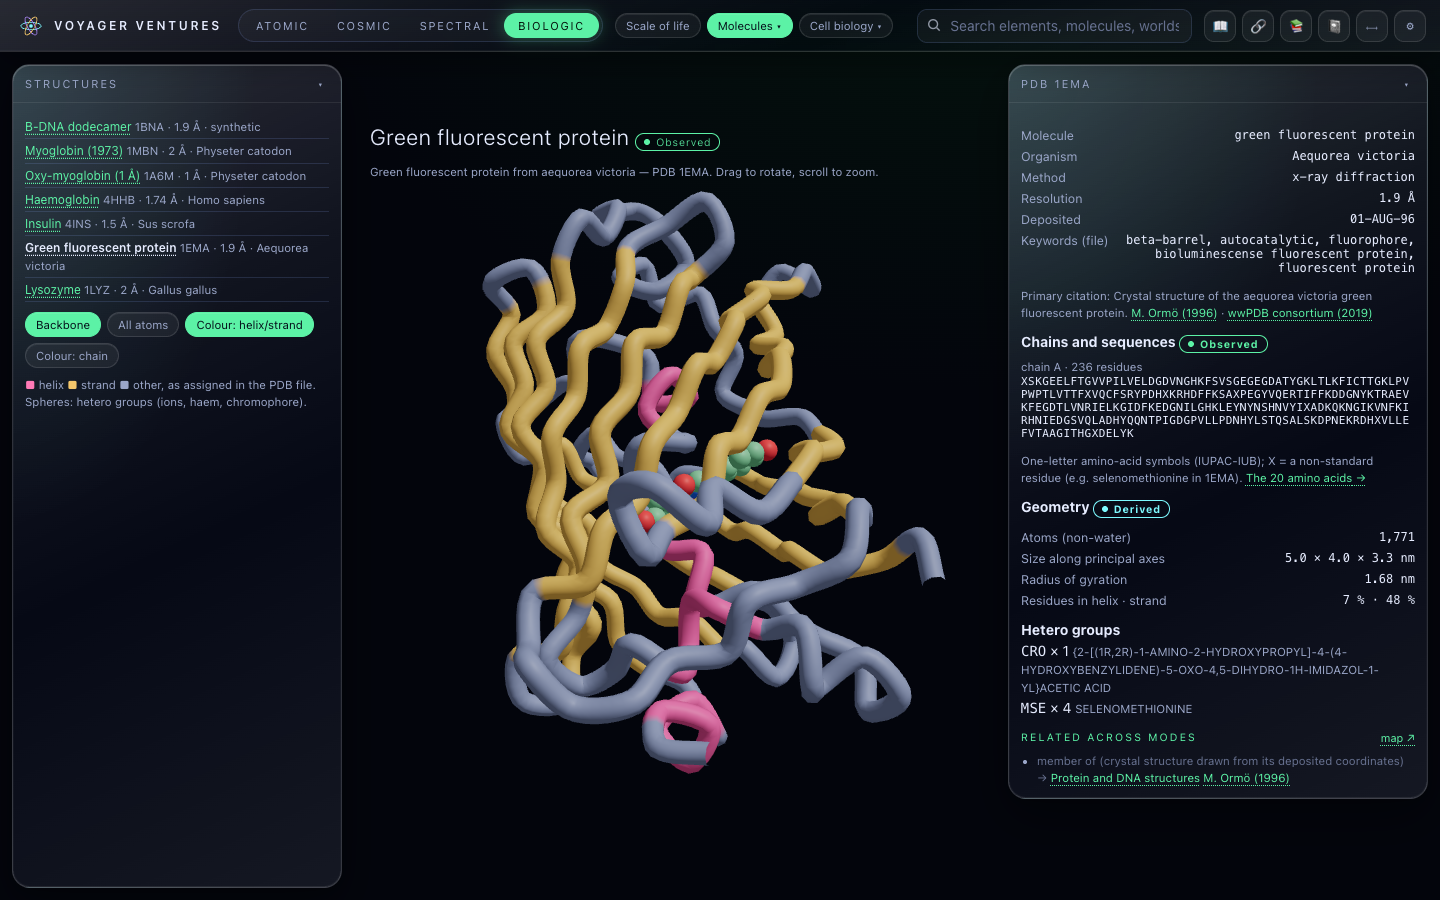 VOYAGER VENTURES
ATOMIC COSMIC SPECTRAL BIOLOGIC
Scale of life Molecules ▾ Cell biology ▾
Search elements, molecules, worlds
STRUCTURES
B-DNA dodecamer 1BNA · 1.9 Å · synthetic
Myoglobin (1973) 1MBN · 2 Å · Physeter catodon
Oxy-myoglobin (1 Å) 1A6M · 1 Å · Physeter catodon
Haemoglobin 4HHB · 1.74 Å · Homo sapiens
Insulin 4INS · 1.5 Å · Sus scrofa
Green fluorescent protein 1EMA · 1.9 Å · Aequorea
victoria
Lysozyme 1LYZ · 2 Å · Gallus gallus
Backbone All atoms Colour: helix/strand
Colour: chain
helix strand other, as assigned in the PDB file.
Spheres: hetero groups (ions, haem, chromophore).
Green fluorescent protein Observed
Green fluorescent protein from aequorea victoria — PDB 1EMA. Drag to rotate, scroll to zoom.
PDB 1EMA
Molecule green fluorescent protein
Organism Aequorea victoria
Method x-ray diffraction
Resolution 1.9 Å
Deposited 01-AUG-96
Keywords (file) beta-barrel, autocatalytic, fluorophore,
bioluminescense fluorescent protein,
fluorescent protein
Primary citation: Crystal structure of the aequorea victoria green
fluorescent protein. M. Ormö (1996) · wwPDB consortium (2019)
Chains and sequences Observed
chain A · 236 residues
XSKGEELFTGVVPILVELDGDVNGHKFSVSGEGEGDATYGKLTLKFICTTGKLPV
PWPTLVTTFXVQCFSRYPDHXKRHDFFKSAXPEGYVQERTIFFKDDGNYKTRAEV
KFEGDTLVNRIELKGIDFKEDGNILGHKLEYNYNSHNVYIXADKQKNGIKVNFKI
RHNIEDGSVQLADHYQQNTPIGDGPVLLPDNHYLSTQSALSKDPNEKRDHXVLLE
FVTAAGITHGXDELYK
One-letter amino-acid symbols (IUPAC-IUB); X = a non-standard
residue (e.g. selenomethionine in 1EMA). The 20 amino acids →
Geometry Derived
Atoms (non-water) 1,771
Size along principal axes 5.0 × 4.0 × 3.3 nm
Radius of gyration 1.68 nm
Residues in helix · strand 7 % · 48 %
Hetero groups
CRO × 1 {2-[(1R,2R)-1-AMINO-2-HYDROXYPROPYL]-4-(4-
HYDROXYBENZYLIDENE)-5-OXO-4,5-DIHYDRO-1H-IMIDAZOL-1-
YL}ACETIC ACID
MSE × 4 SELENOMETHIONINE
RELATED ACROSS MODES map ↗
member of (crystal structure drawn from its deposited coordinates)
→ Protein and DNA structures M. Ormö (1996)